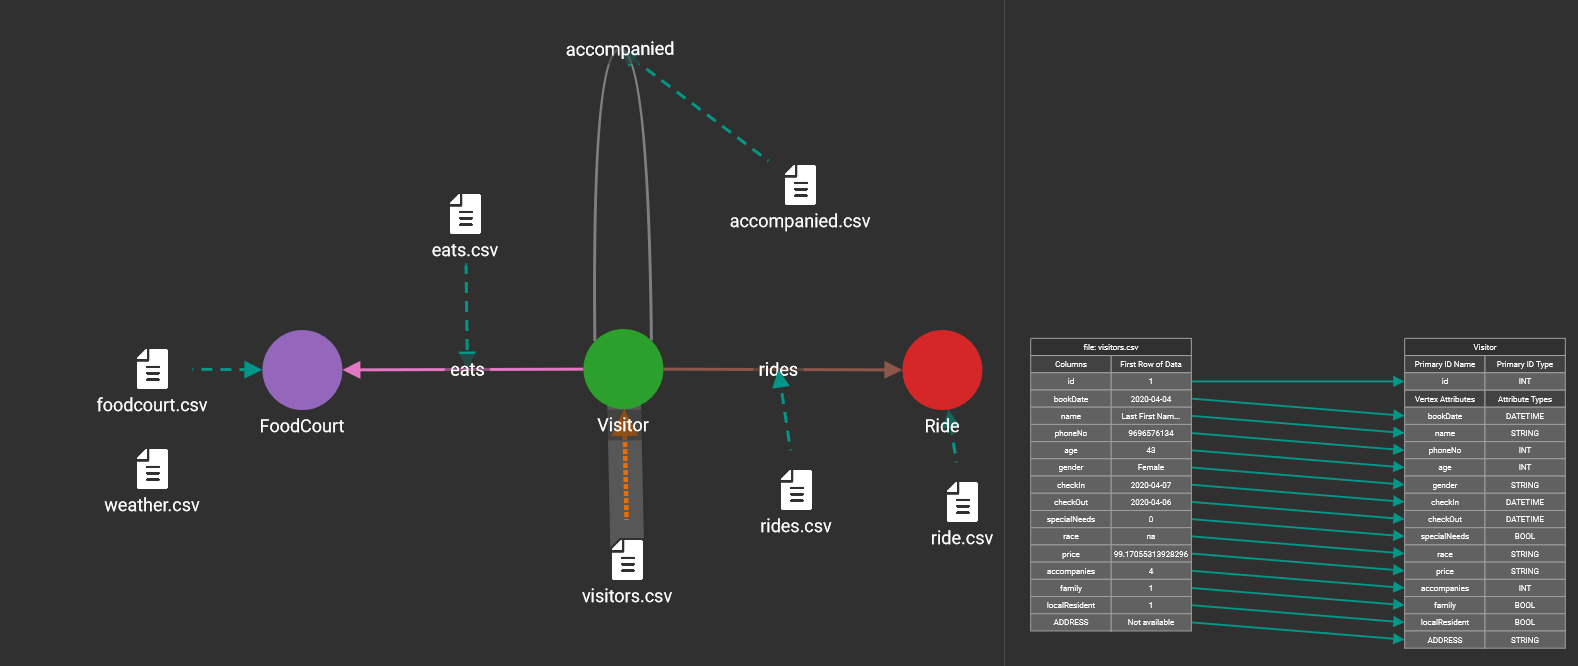 accompanied
accompanied.csv
eats.csv
eats
rides
foodcourt.csv
FoodCourt
Visitor
Ride
weather.csv
rides.csv
ride.csv
visitors.csv
file: visitors.csv
Columns First Row of Data
id 1
bookDate 2020-04-04
name Last First Nam...
phoneNo 9696576134
age 43
gender Female
checkIn 2020-04-07
checkOut 2020-04-06
specialNeeds 0
race na
price 99.17055313928296
accompanies 4
family 1
localResident 1
ADDRESS Not available
Visitor
Primary ID Name Primary ID Type
id INT
Vertex Attributes Attribute Types
bookDate DATETIME
name STRING
phoneNo INT
age INT
gender STRING
checkIn DATETIME
checkOut DATETIME
specialNeeds BOOL
race STRING
price STRING
accompanies INT
family BOOL
localResident BOOL
ADDRESS STRING